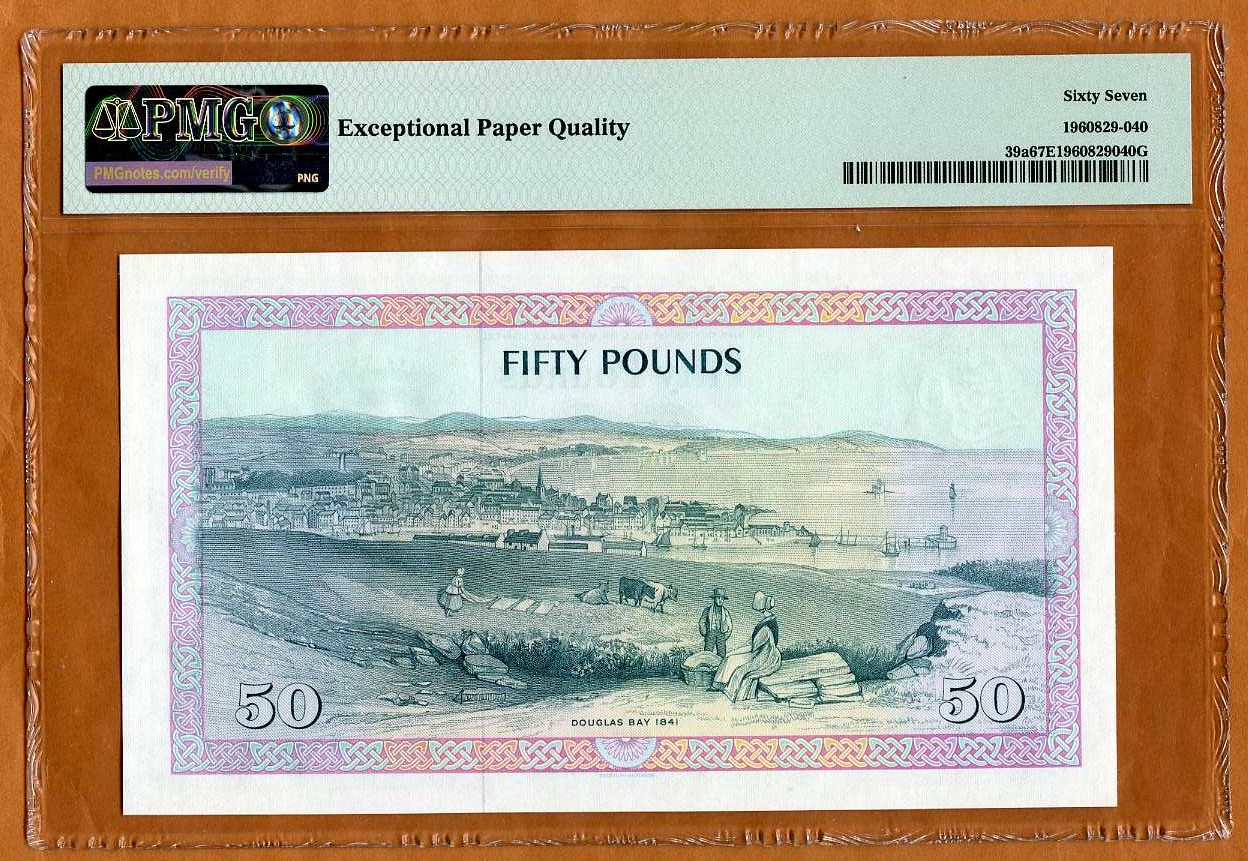 PMG
PMGnotes.com/verify
PNG
Exceptional Paper Quality
Sixty Seven
1960829-040
39a67E1960829040G
FIFTY POUNDS
50
50
DOUGLAS BAY 1841